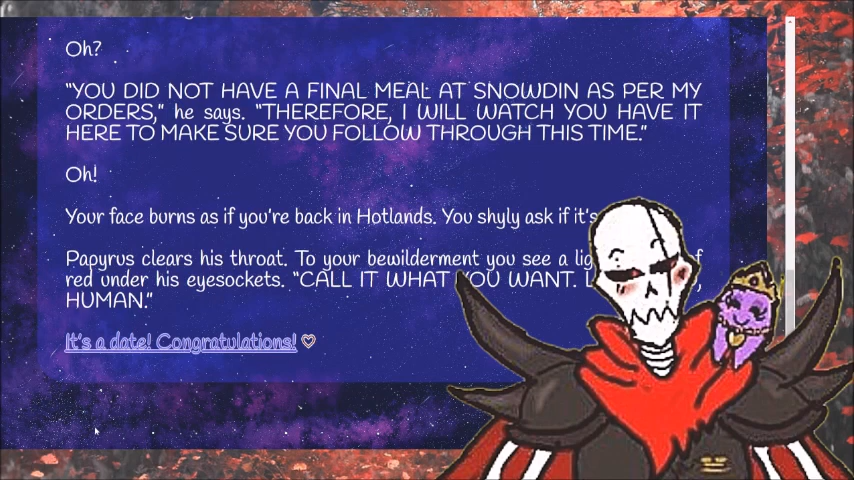 Oh?
"YOU DID NOT HAVE A FINAL MEAL AT SNOWDIN AS PER MY
ORDERS," he says. "THEREFORE, I WILL WATCH YOU HAVE IT
HERE TO MAKE SURE YOU FOLLOW THROUGH THIS TIME."
Oh!
Your face burns as if you're back in Hotlands. You shyly ask if it's
Papyrus clears his throat. To your bewilderment you see a
red under his eyesockets. "CALL IT WHAT YOU WANT.
HUMAN."
It's a date! Congratulations! ♡